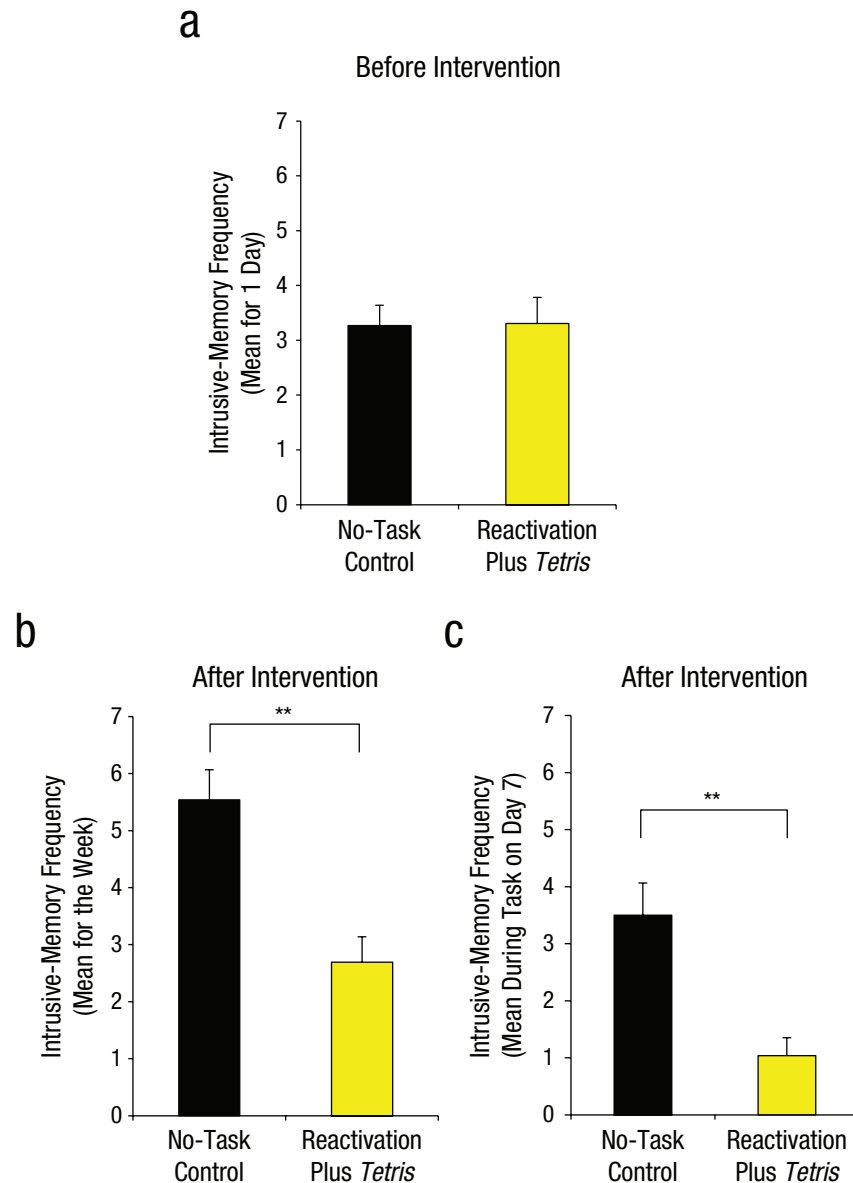 a
Before Intervention
Intrusive-Memory Frequency
(Mean for 1 Day)
7
6
5
4
3
2
1
0
No-Task
Control
Reactivation
Plus Tetris
b
After Intervention
Intrusive-Memory Frequency
(Mean for the Week)
7
6
5
4
3
2
1
0
**
No-Task
Control
Reactivation
Plus Tetris
c
After Intervention
Intrusive-Memory Frequency
(Mean During Task on Day 7)
7
6
5
4
3
2
1
0
**
No-Task
Control
Reactivation
Plus Tetris